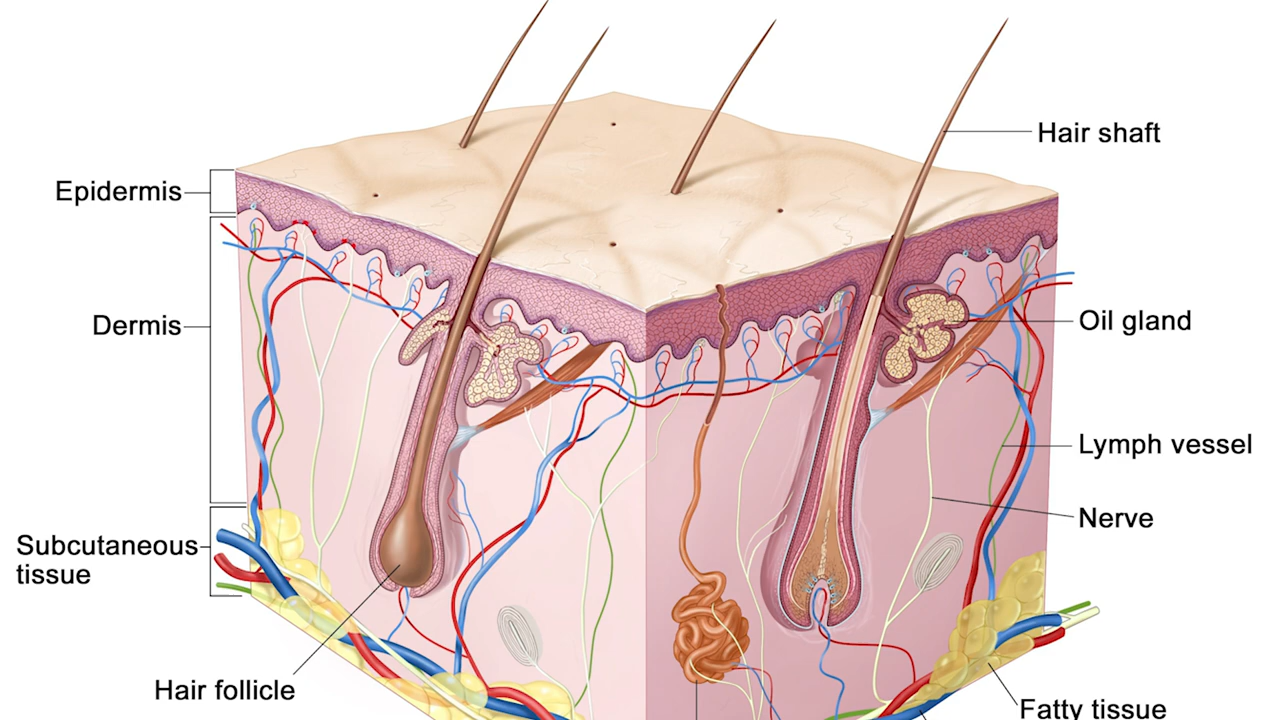 Hair shaft
Epidermis
Oil gland
Dermis
Lymph vessel
Nerve
Subcutaneous
tissue
Hair follicle
Fatty tissue